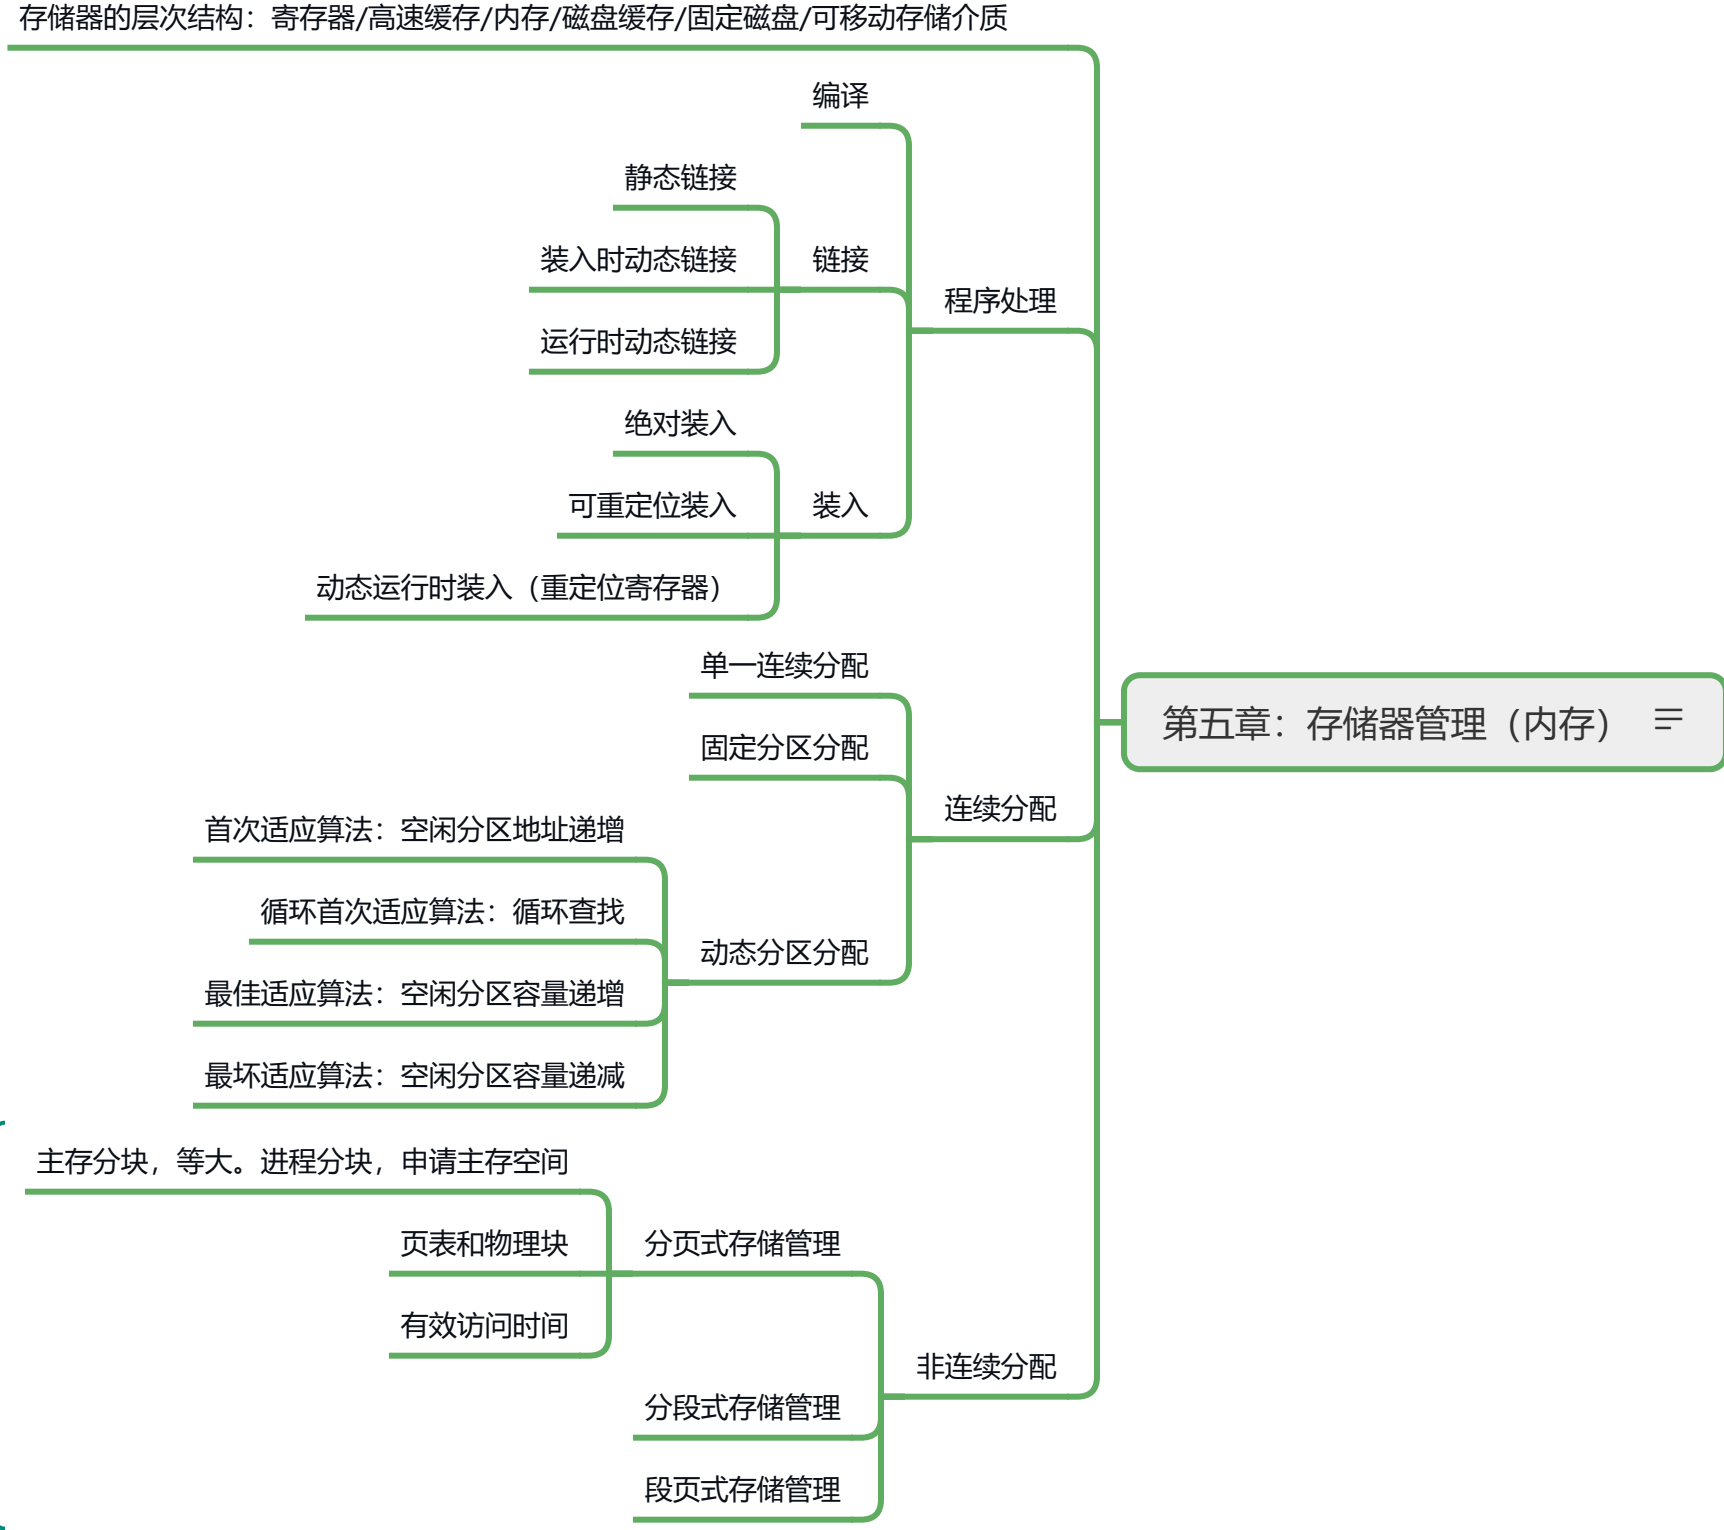 存储器的层次结构：寄存器/高速缓存/内存/磁盘缓存/固定磁盘/可移动存储介质
编译
静态链接
装入时动态链接
链接
程序处理
运行时动态链接
绝对装入
可重定位装入
装入
动态运行时装入（重定位寄存器）
单一连续分配
第五章：存储器管理（内存）
固定分区分配
连续分配
首次适应算法：空闲分区地址递增
循环首次适应算法：循环查找
动态分区分配
最佳适应算法：空闲分区容量递增
最坏适应算法：空闲分区容量递减
主存分块，等大。进程分块，申请主存空间
页表和物理块
分页式存储管理
有效访问时间
非连续分配
分段式存储管理
段页式存储管理